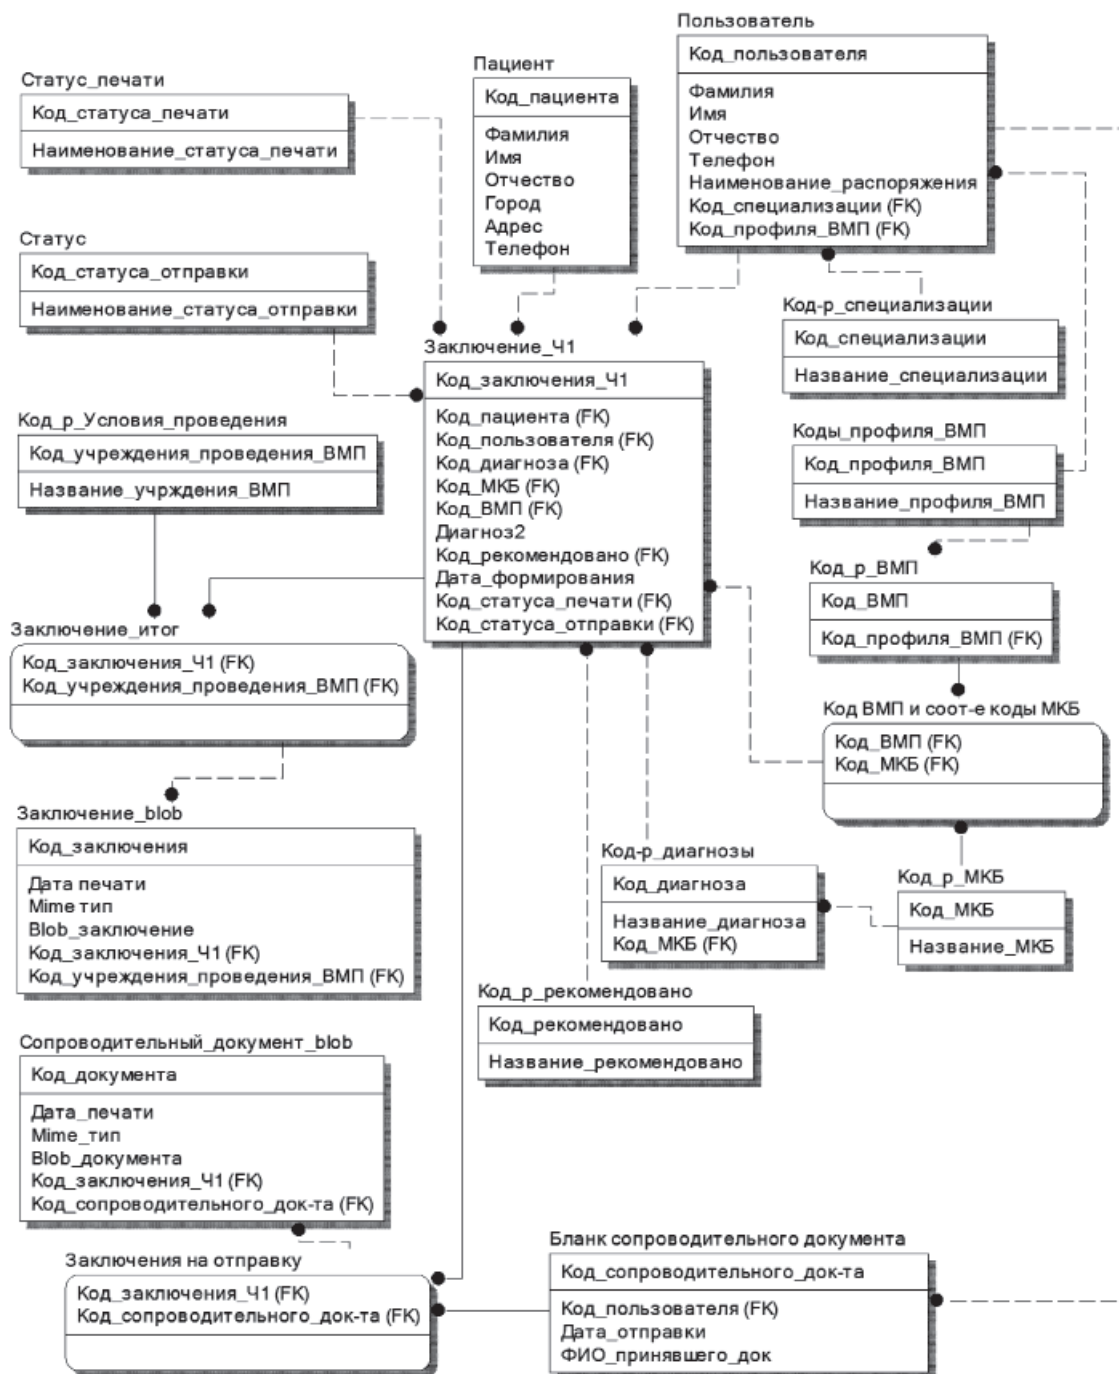 Пользователь
Код_пользователя
Фамилия
Имя
Отчество
Телефон
Наименование_распоряжения
Код_специализации (FK)
Код_профиля_ВМП (FK)
Пациент
Код_пациента
Фамилия
Имя
Отчество
Город
Адрес
Телефон
Статус_печати
Код_статуса_печати
Наименование_статуса_печати
Статус
Код_статуса_отправки
Наименование_статуса_отправки
Код-р_специализации
Код_специализации
Название_специализации
Заключение_Ч1
Код_заключения_Ч1
Код_пациента (FK)
Код_пользователя (FK)
Код_диагноза (FK)
Код_МКБ (FK)
Код_ВМП (FK)
Диагноз2
Код_рекомендовано (FK)
Дата_формирования
Код_статуса_печати (FK)
Код_статуса_отправки (FK)
Код_р_Условия_проведения
Код_учреждения_проведения_ВМП
Название_учрждения_ВМП
Коды_профиля_ВМП
Код_профиля_ВМП
Название_профиля_ВМП
Код_р_ВМП
Код_ВМП
Код_профиля_ВМП (FK)
Заключение_итог
Код_заключения_Ч1 (FK)
Код_учреждения_проведения_ВМП (FK)
Код ВМП и соот-е коды МКБ
Код_ВМП (FK)
Код_МКБ (FK)
Заключение_blob
Код_заключения
Дата печати
Mime тип
Blob_заключение
Код_заключения_Ч1 (FK)
Код_учреждения_проведения_ВМП (FK)
Код-р_диагнозы
Код_диагноза
Название_диагноза
Код_МКБ (FK)
Код_р_МКБ
Код_МКБ
Название_МКБ
Код_р_рекомендовано
Код_рекомендовано
Название_рекомендовано
Сопроводительный_документ_blob
Код_документа
Дата_печати
Mime_тип
Blob_документа
Код_заключения_Ч1 (FK)
Код_сопроводительного_док-та (FK)
Заключения на отправку
Код_заключения_Ч1 (FK)
Код_сопроводительного_док-та (FK)
Бланк сопроводительного документа
Код_сопроводительного_док-та
Код_пользователя (FK)
Дата_отправки
ФИО_принявшего_док